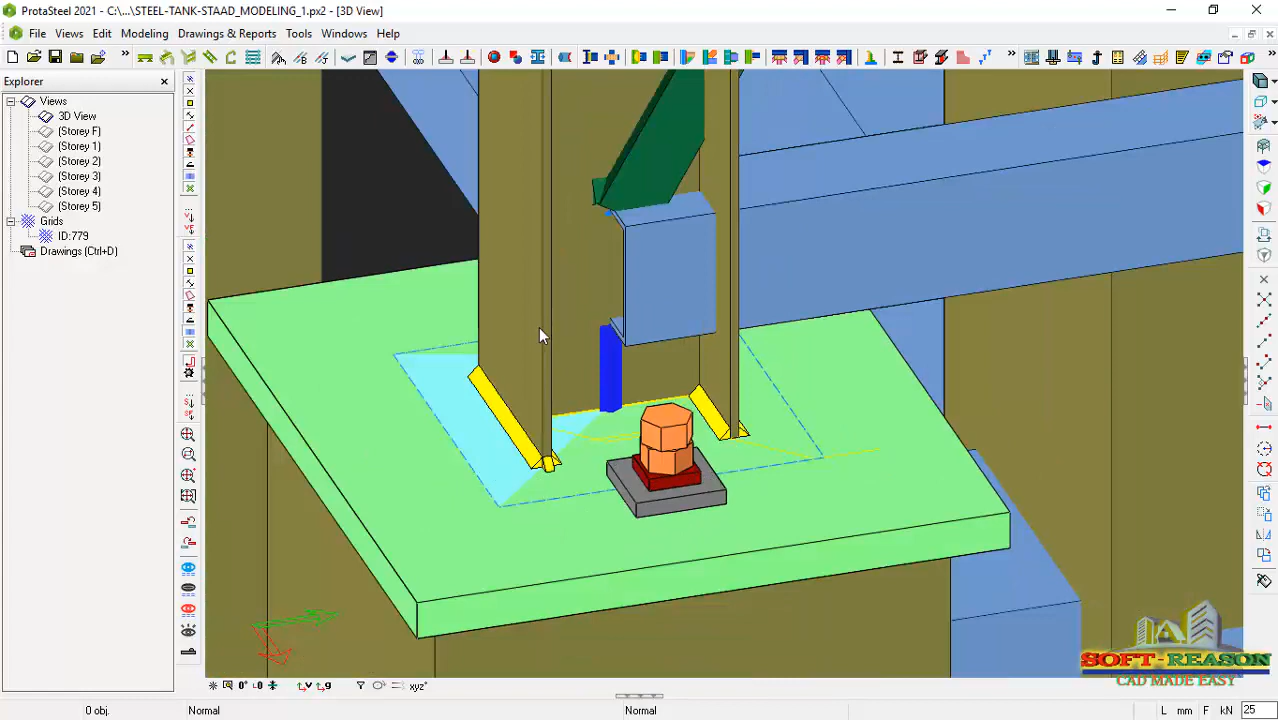 ProtaSteel 2021 - C:\...\STEEL-TANK-STAAD_MODELING_1.px2 - [3D View]
File Views Edit Modeling Drawings & Reports Tools Windows Help
Explorer
Views
3D View
(Storey F)
(Storey 1)
(Storey 2)
(Storey 3)
(Storey 4)
(Storey 5)
Grids
ID:779
Drawings (Ctrl+D)
SOFT-REASON
CAD MADE EASY
xyz
0 obj. Normal Normal L mm F kN 25